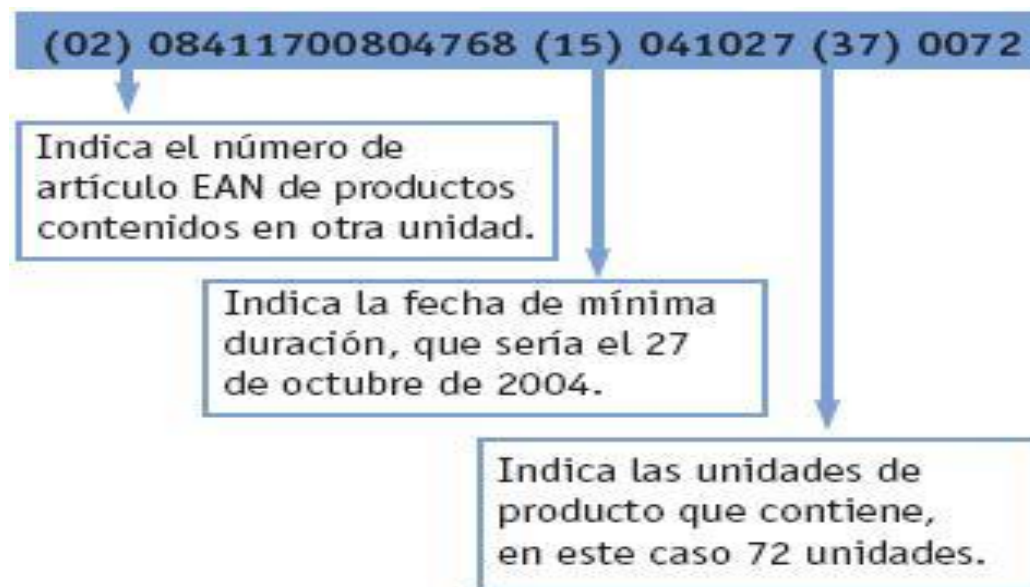 (02) 08411700804768 (15) 041027 (37) 0072
Indica el número de
artículo EAN de productos
contenidos en otra unidad.
Indica la fecha de mínima
duración, que sería el 27
de octubre de 2004.
Indica las unidades de
producto que contiene,
en este caso 72 unidades.